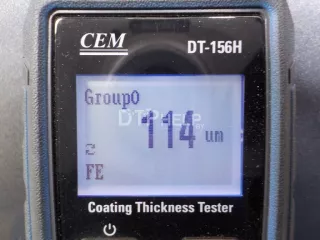 CEM
DT-156H
Group0
114 um
FE
Coating Thickness Tester